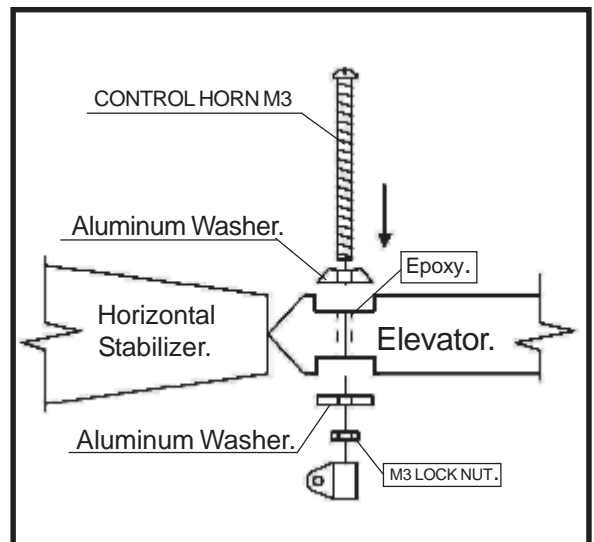 CONTROL HORN M3
Aluminum Washer.
Epoxy.
Horizontal
Stabilizer.
Elevator.
Aluminum Washer.
M3 LOCK NUT.